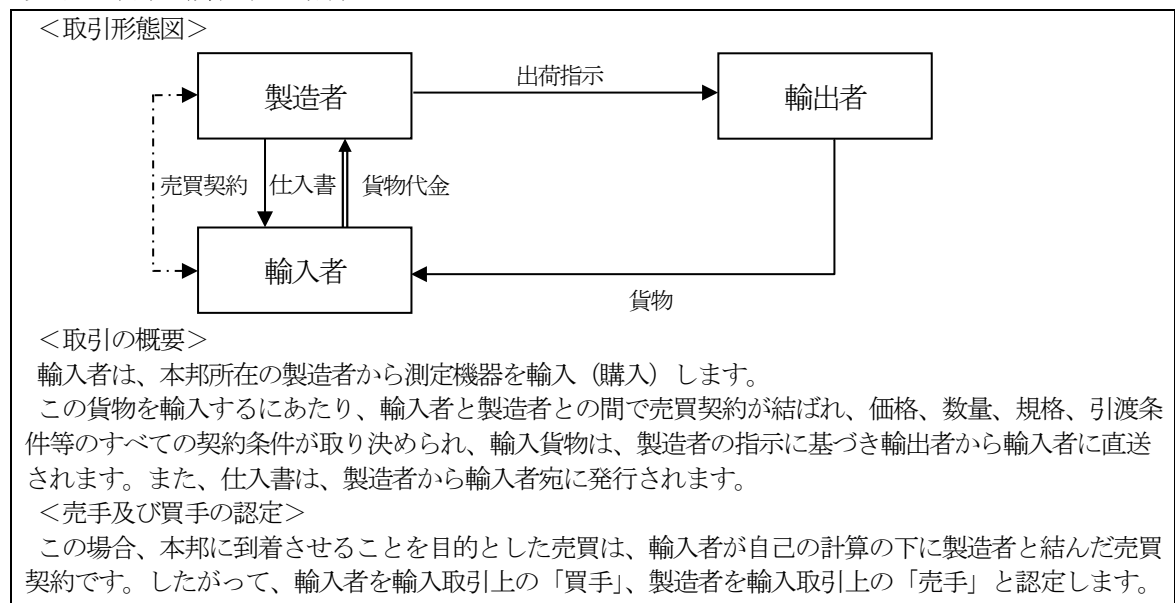 ＜取引形態図＞
出荷指示
製造者
輸出者
売買契約
仕入書
貨物代金
輸入者
貨物
＜取引の概要＞
輸入者は、本邦所在の製造者から測定機器を輸入（購入）します。
この貨物を輸入するにあたり、輸入者と製造者との間で売買契約が結ばれ、価格、数量、規格、引渡条
件等のすべての契約条件が取り決められ、輸入貨物は、製造者の指示に基づき輸出者から輸入者に直送
されます。また、仕入書は、製造者から輸入者宛に発行されます。
＜売手及び買手の認定＞
この場合、本邦に到着させることを目的とした売買は、輸入者が自己の計算の下に製造者と結んだ売買
契約です。したがって、輸入者を輸入取引上の「買手」、製造者を輸入取引上の「売手」と認定します。